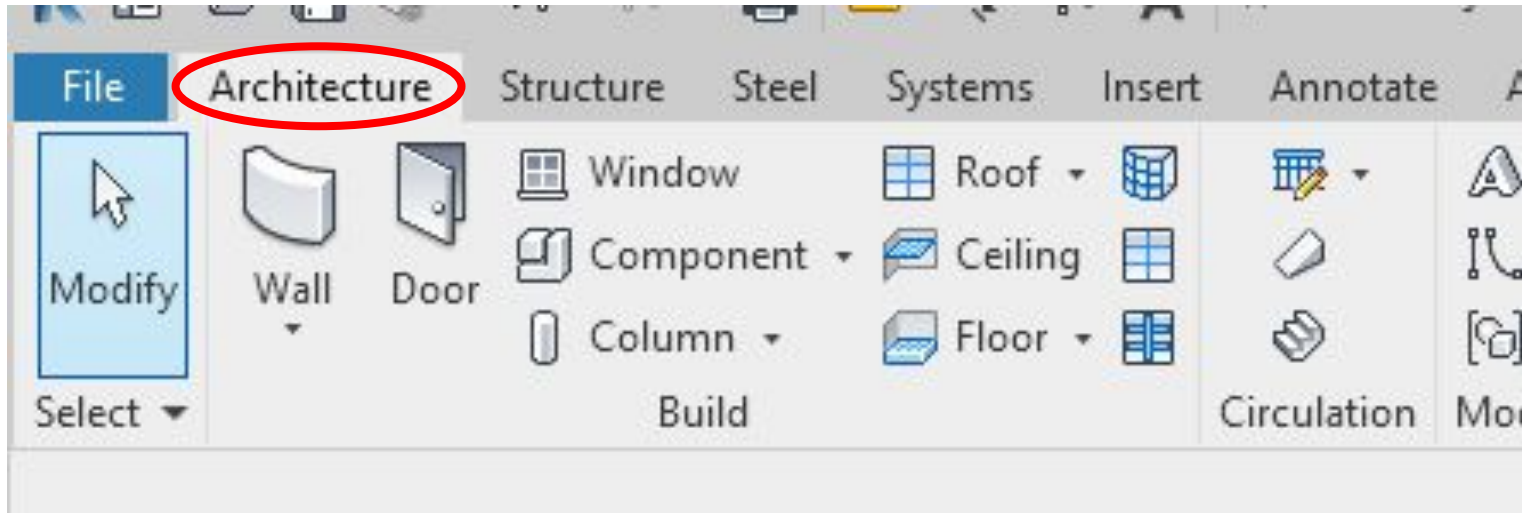 File Architecture Structure Steel Systems Insert Annotate
Modify Wall Door Window Roof
Component Ceiling
Column Floor
Select Build Circulation